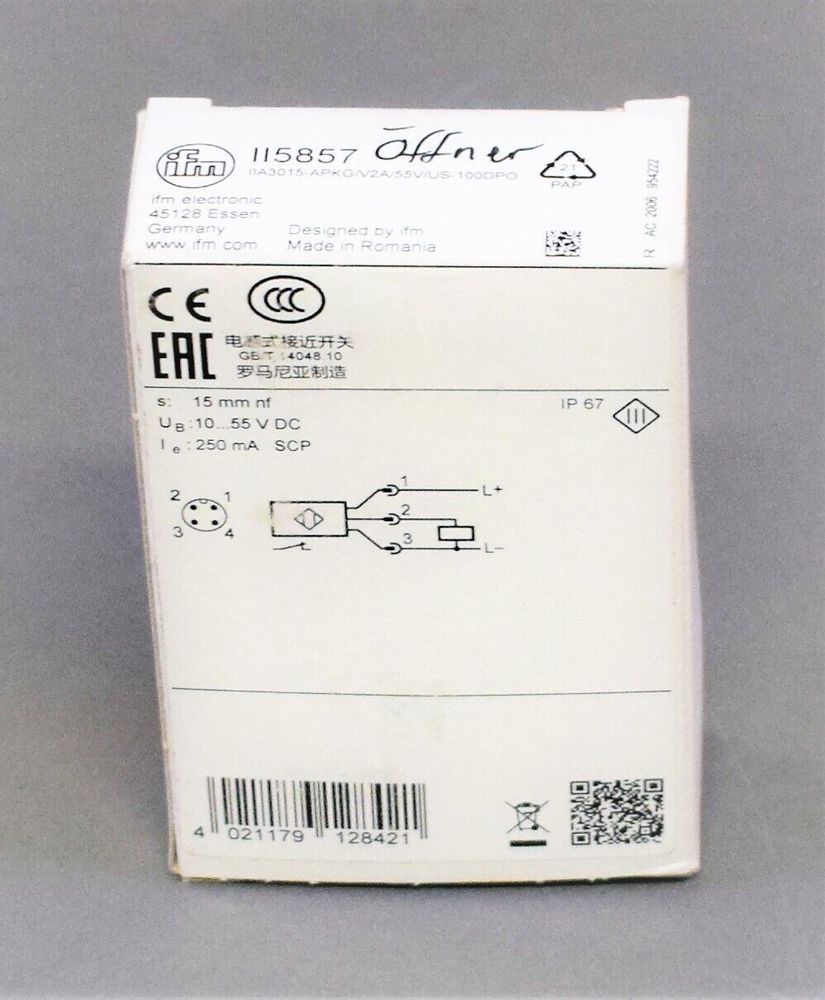 ifm
II5857 Öffner
IIA3015-APKG/V2A/55V/US-100DPO
21
PAP
ifm electronic
45128 Essen
Germany
www.ifm.com
Designed by ifm
Made in Romania
AC 2006 954222
CE CCC
EAC
电感式接近开关
GB/T 14048.10
罗马尼亚制造
s: 15 mm nf
UB: 10...55 V DC
Ie: 250 mA SCP
IP 67
III
2 1
3 4
1 L+
2
3 L–
4 021179 128421